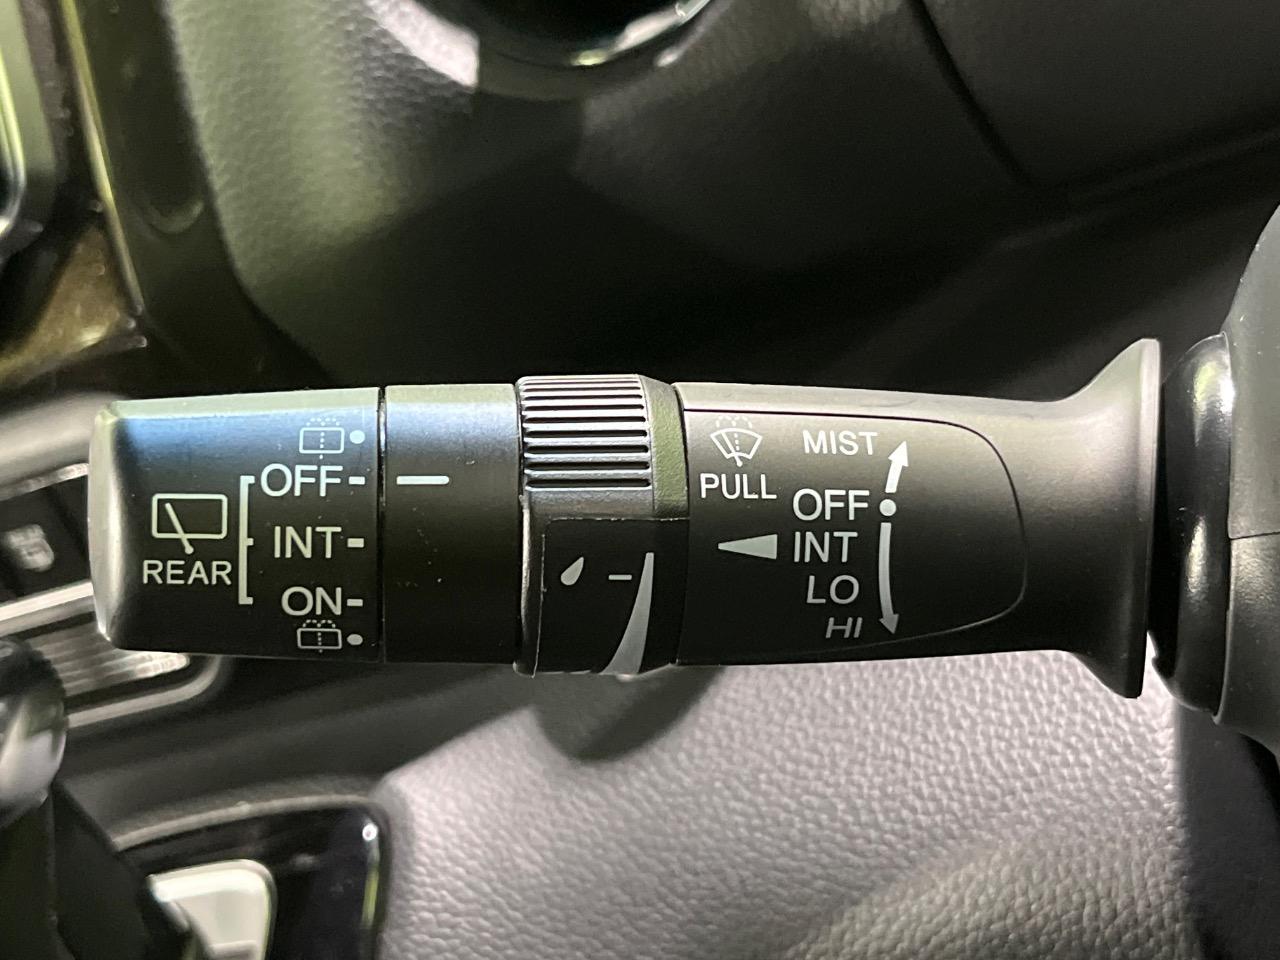 OFF
INT
ON
REAR
PULL
MIST
OFF
INT
LO
HI